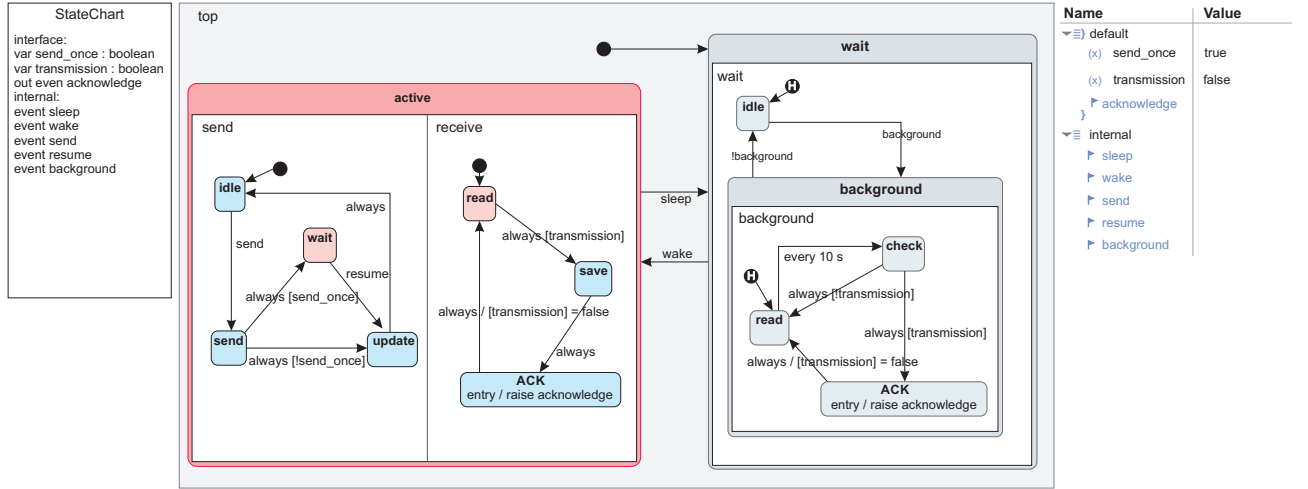 StateChart
interface:
var send_once : boolean
var transmission : boolean
out even acknowledge
internal:
event sleep
event wake
event send
event resume
event background
top
active
send
receive
idle
send
wait
always
resume
always [send_once]
send
always [!send_once]
update
read
always [transmission]
save
always / [transmission] = false
always
ACK
entry / raise acknowledge
sleep
wake
wait
wait
H
idle
background
!background
background
background
check
every 10 s
H
always [!transmission]
read
always [transmission]
always / [transmission] = false
ACK
entry / raise acknowledge
Name Value
default
(x) send_once true
(x) transmission false
acknowledge
internal
sleep
wake
send
resume
background